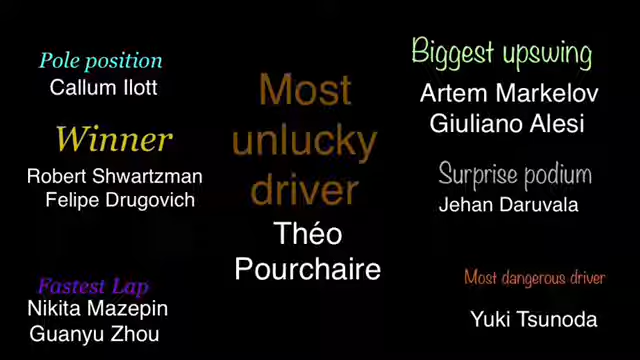 Pole position
Callum Ilott
Winner
Robert Shwartzman
Felipe Drugovich
Fastest Lap
Nikita Mazepin
Guanyu Zhou
Most
unlucky
driver
Théo
Pourchaire
Biggest upswing
Artem Markelov
Giuliano Alesi
Surprise podium
Jehan Daruvala
Most dangerous driver
Yuki Tsunoda